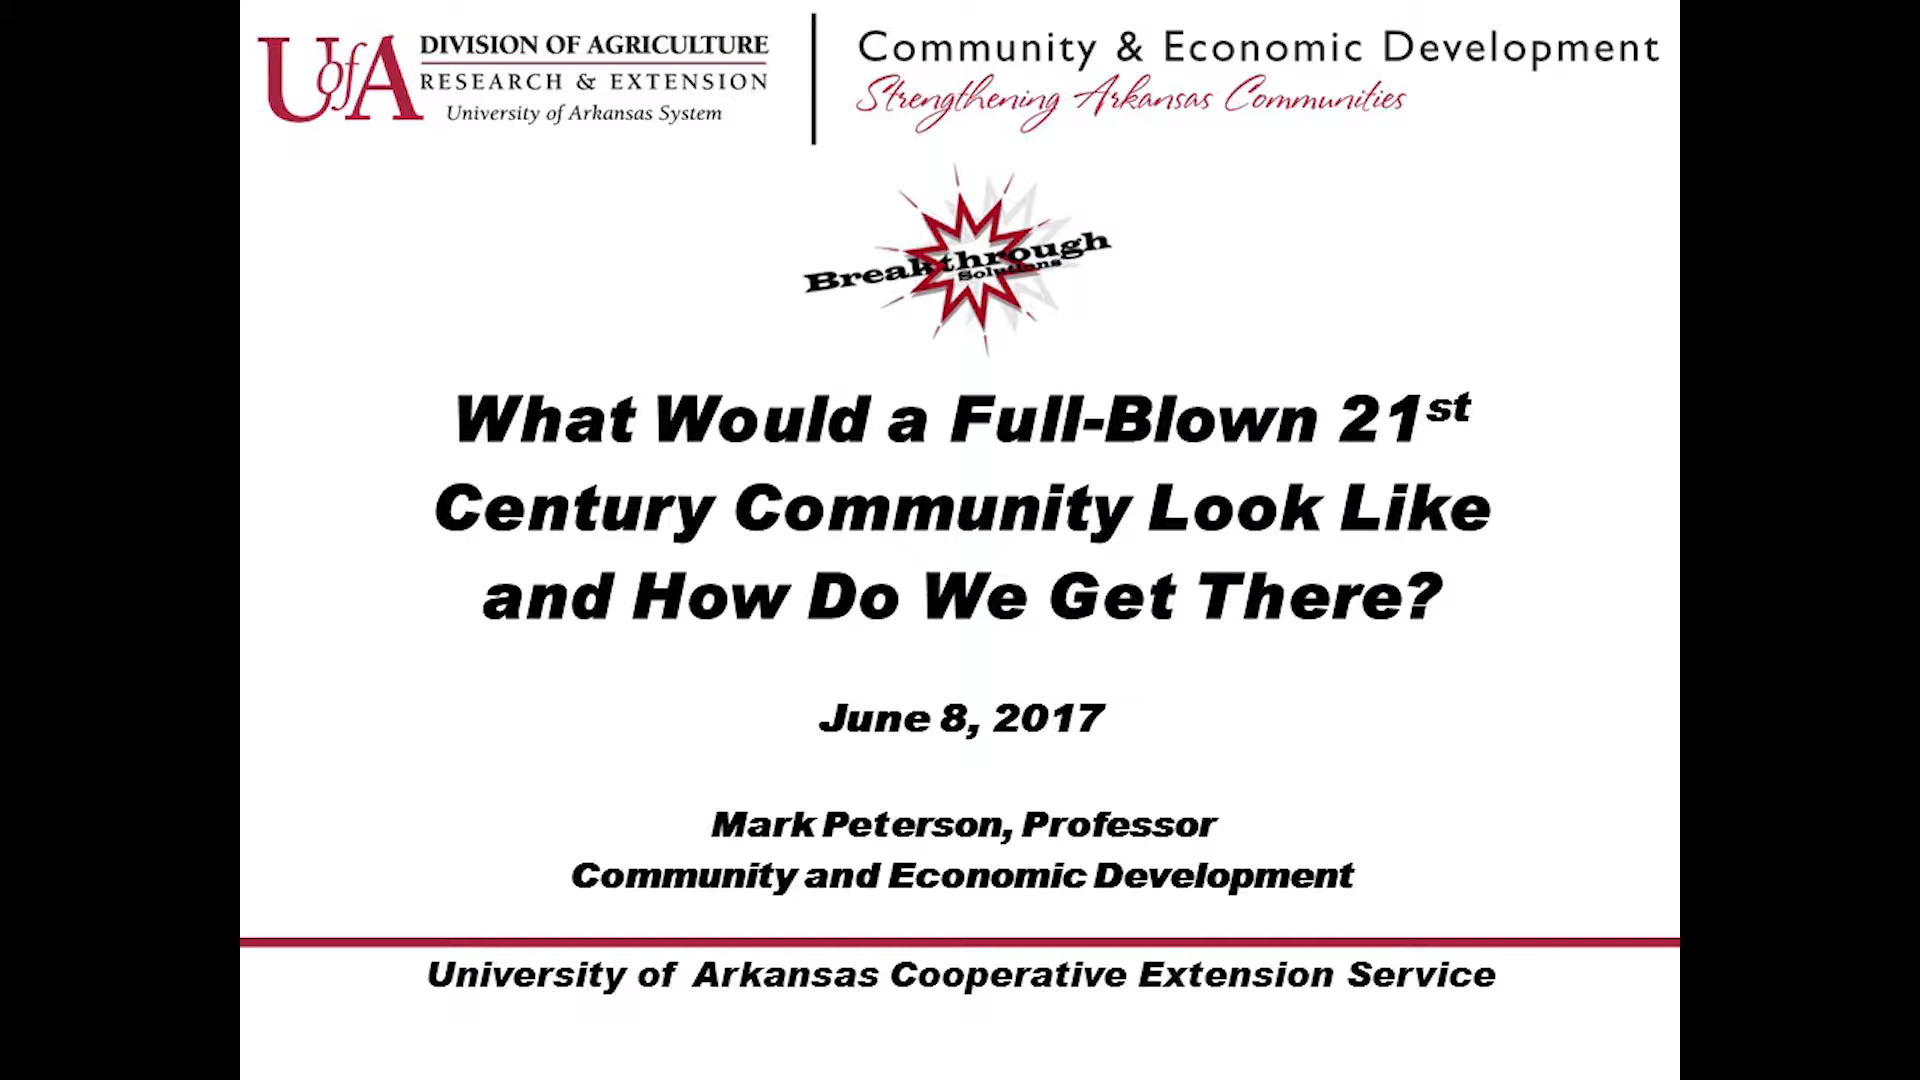 UofA DIVISION OF AGRICULTURE
RESEARCH & EXTENSION
University of Arkansas System
Community & Economic Development
Strengthening Arkansas Communities
Breakthrough
Solutions
What Would a Full-Blown 21st
Century Community Look Like
and How Do We Get There?
June 8, 2017
Mark Peterson, Professor
Community and Economic Development
University of Arkansas Cooperative Extension Service